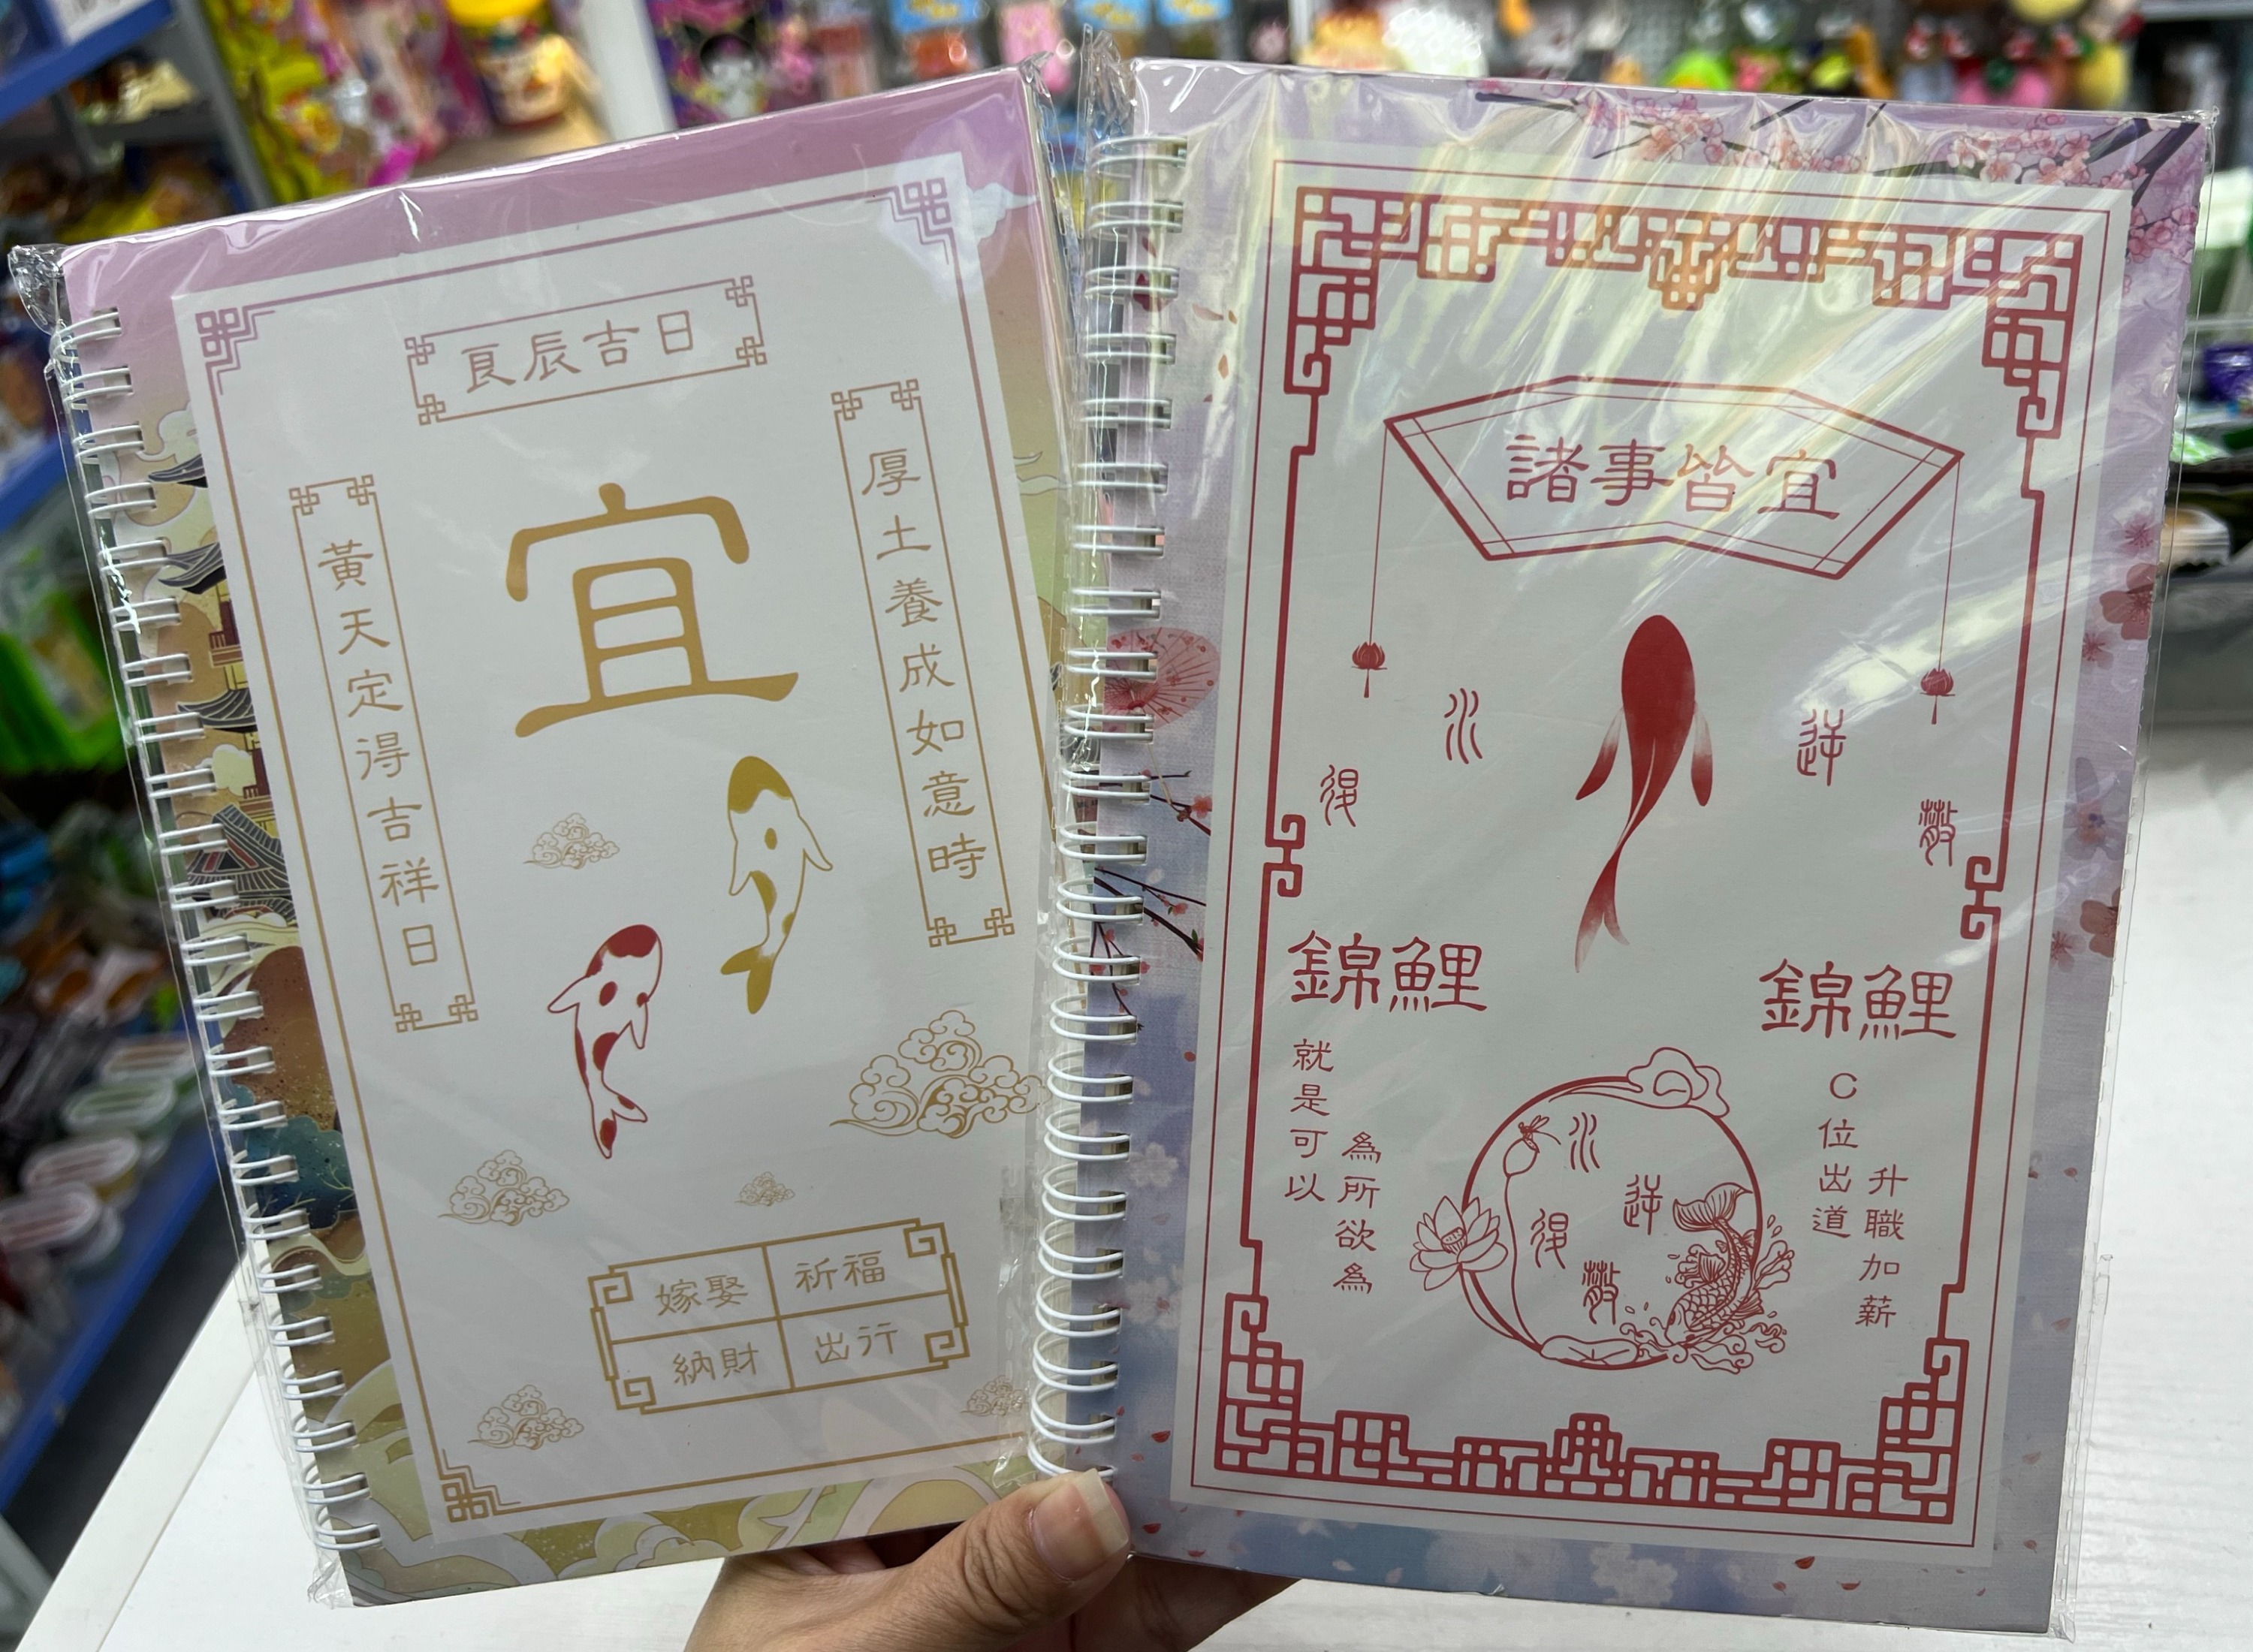 良辰吉日
厚土養成如意時
宜
黃天定得吉祥日
嫁娶
祈福
納財
出行
諸事皆宜
錦鯉
就是可以
為所欲為
錦鯉
C位出道
升職加薪